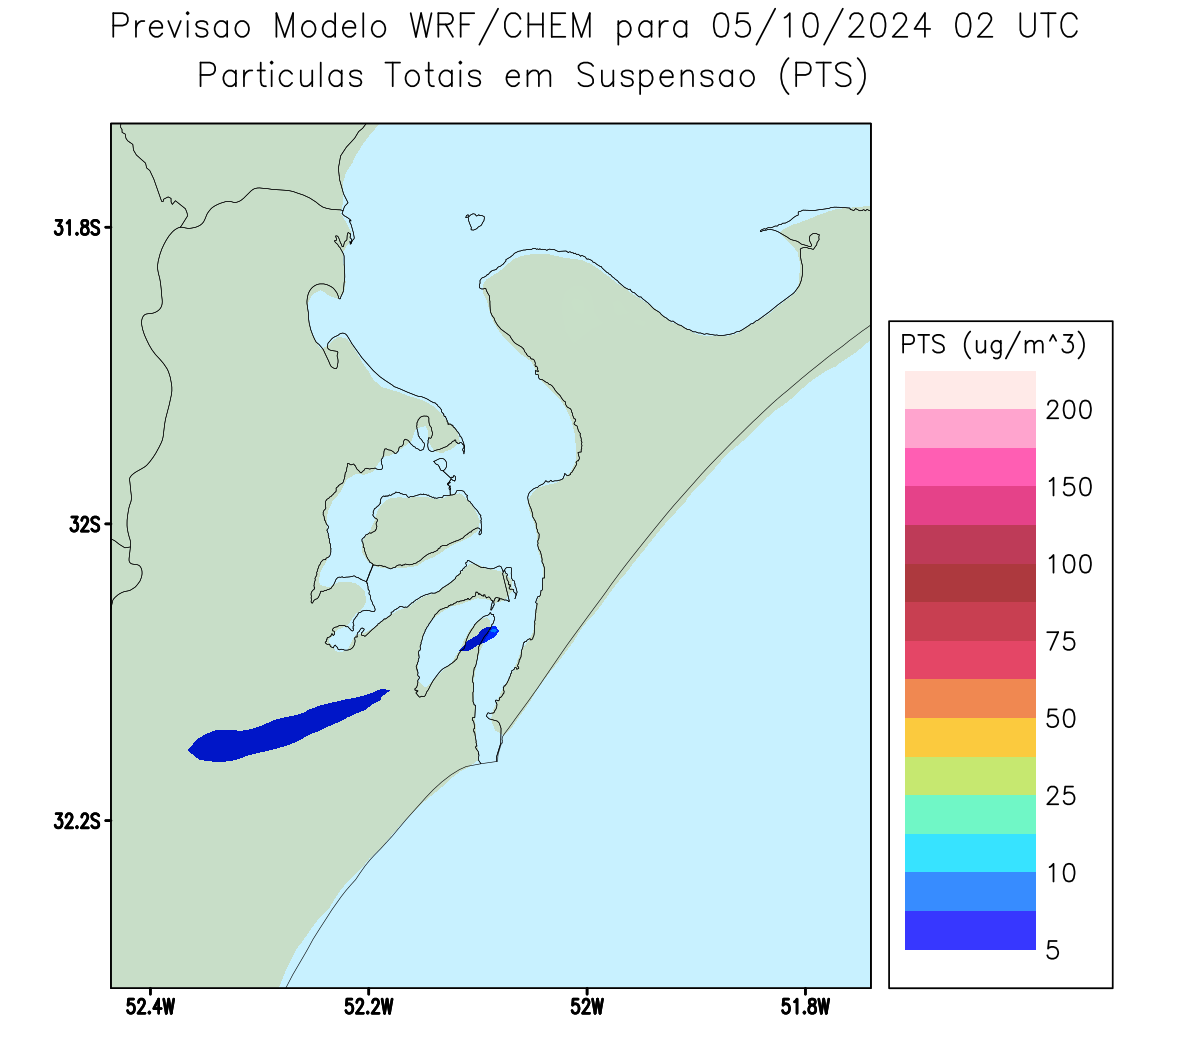 Previsao Modelo WRF/CHEM para 05/10/2024 02 UTC
Particulas Totais em Suspensao (PTS)
31.8S
32S
32.2S
52.4W
52.2W
52W
51.8W
PTS (ug/m^3)
200
150
100
75
50
25
10
5